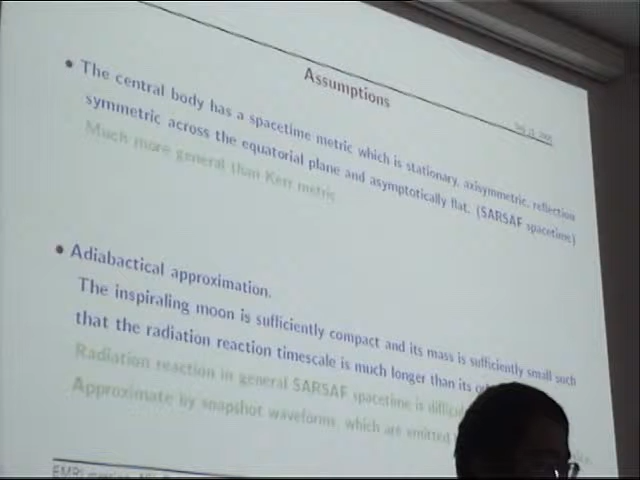 Assumptions
• The central body has a spacetime metric which is stationary, axisymmetric, reflection
symmetric across the equatorial plane and asymptotically flat. (SARSAF spacetime)
Much more general than Kerr metric
• Adiabactical approximation.
The inspiraling moon is sufficiently compact and its mass is sufficiently small such
that the radiation reaction timescale is much longer than its
Radiation reaction in general SARSAF spacetime is
Approximate by snapshot waveforms, which are emitted
EMRI